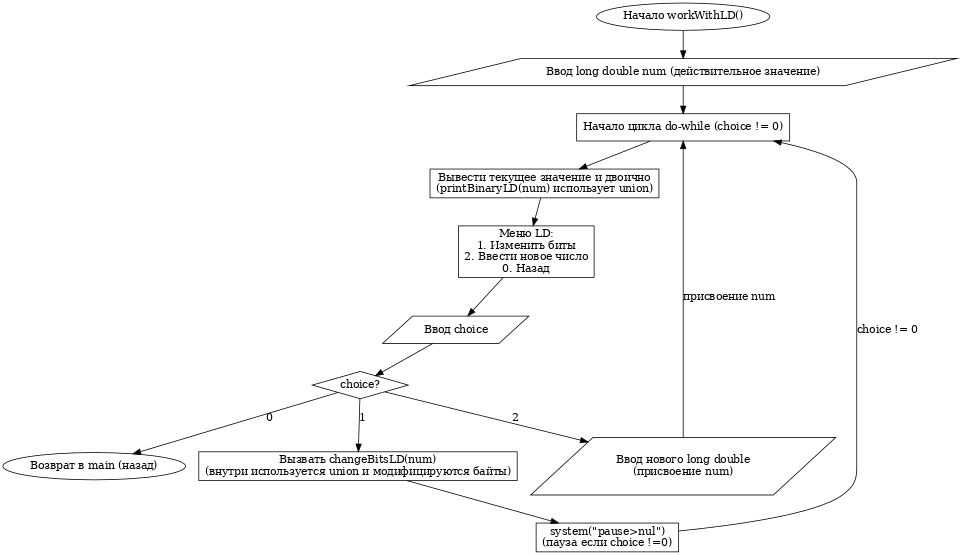 Начало workWithLD()
Ввод long double num (действительное значение)
Начало цикла do-while (choice != 0)
Вывести текущее значение и двоично
(printBinaryLD(num) использует union)
Меню LD:
1. Изменить биты
2. Ввести новое число
0. Назад
присвоение num
Ввод choice
choice != 0
choice?
0
1
2
Возврат в main (назад)
Вызвать changeBitsLD(num)
(внутри используется union и модифицируются байты)
Ввод нового long double
(присвоение num)
system("pause>nul")
(пауза если choice !=0)